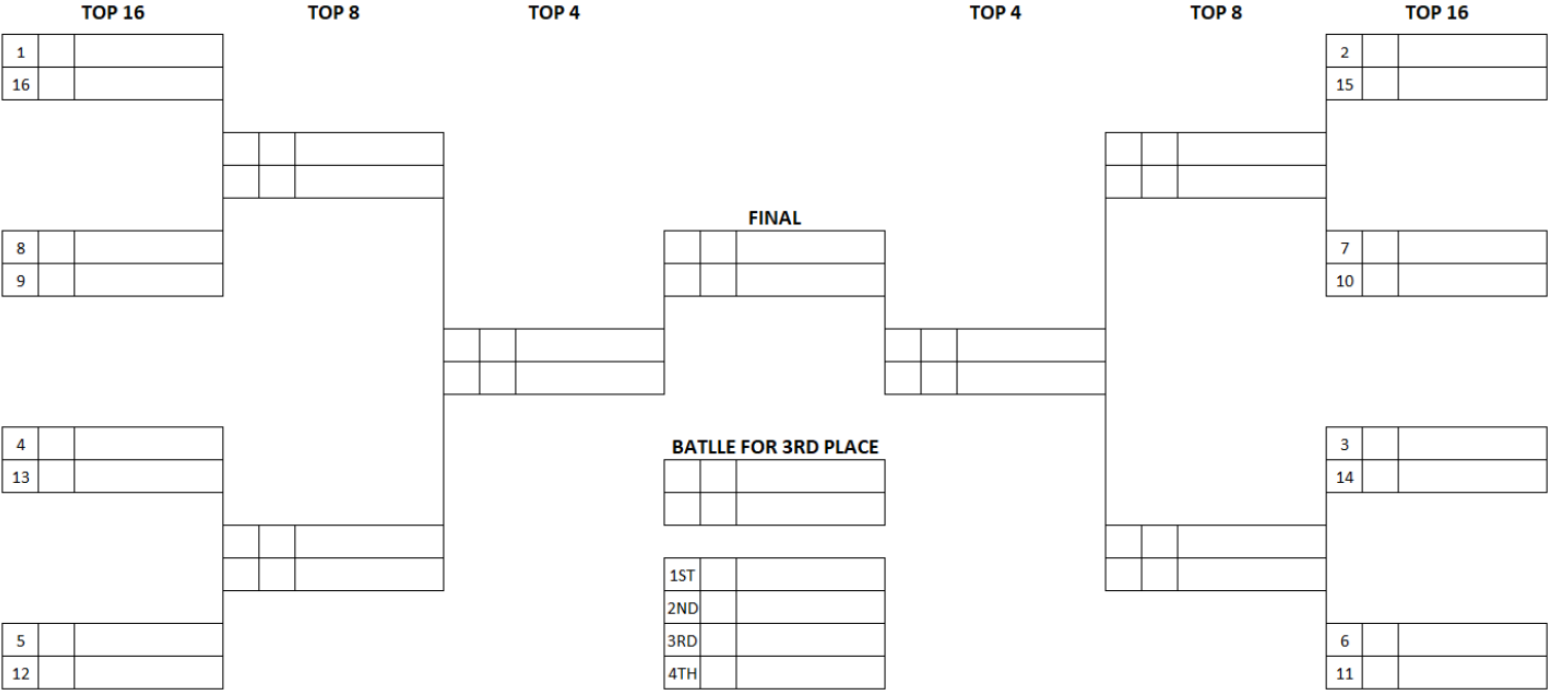 TOP 16 TOP 8 TOP 4 TOP 4 TOP 8 TOP 16
1 2
16 15
FINAL
8 7
9 10
4 3
BATLLE FOR 3RD PLACE
13 14
1ST
2ND
5 3RD 6
12 4TH 11